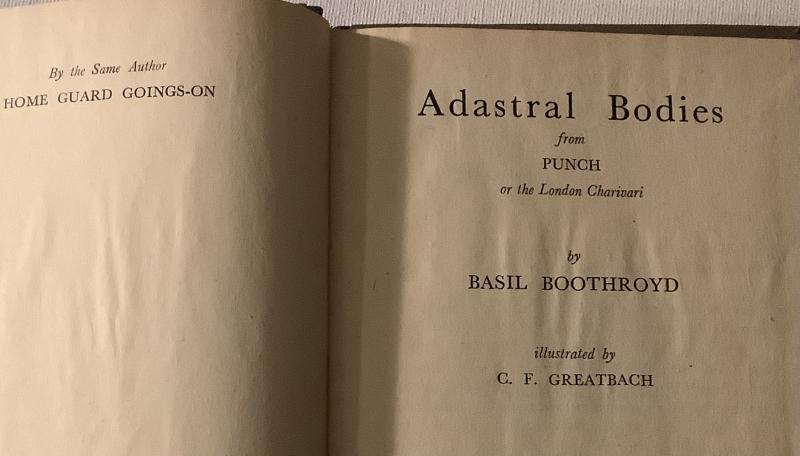 By the Same Author
HOME GUARD GOINGS-ON
Adastral Bodies
from
PUNCH
or the London Charivari
by
BASIL BOOTHROYD
illustrated by
C. F. GREATBACH